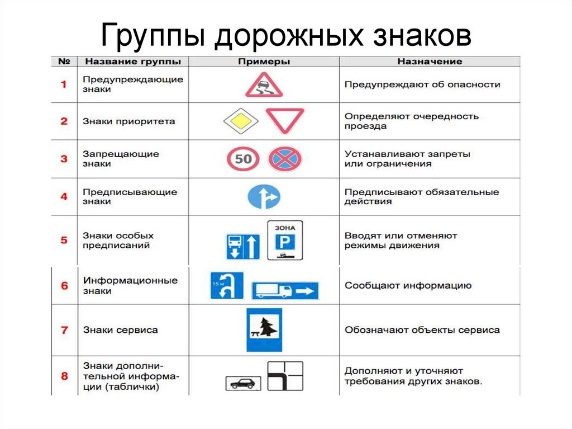 Группы дорожных знаков
№ Название группы Примеры Назначение
1 Предупреждающие знаки Предупреждают об опасности
2 Знаки приоритета Определяют очередность проезда
3 Запрещающие знаки 50 Устанавливают запреты или ограничения
4 Предписывающие знаки Предписывают обязательные действия
5 Знаки особых предписаний ЗОНА P Вводят или отменяют режимы движения
6 Информационные знаки Сообщают информацию
7 Знаки сервиса Обозначают объекты сервиса
8 Знаки дополни-
тельной информа-
ции (таблички)
Дополняют и уточняют
требования других знаков.